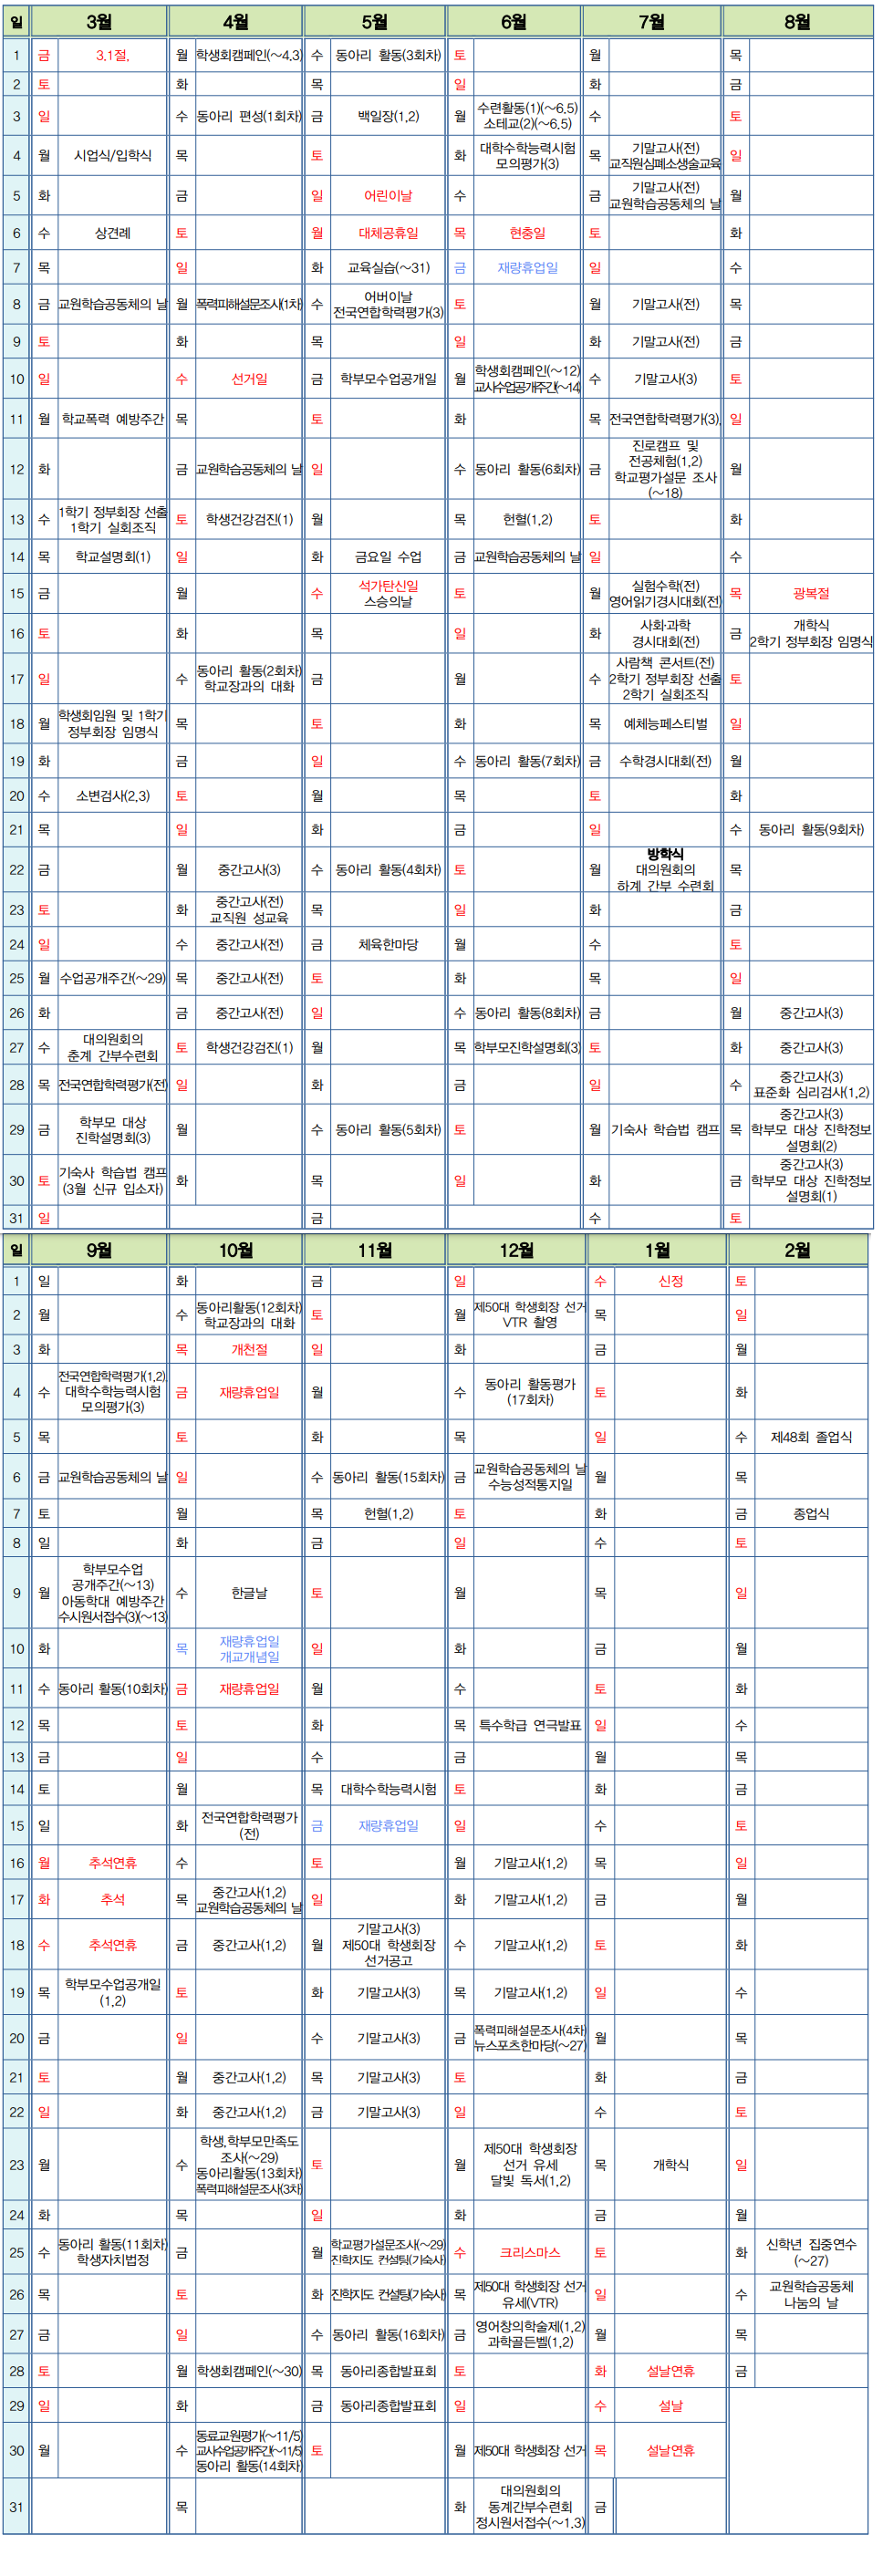 일 3월 4월 5월 6월 7월 8월
1 금 3.1절, 월 학생회캠페인(~4.3) 수 동아리 활동(3회차) 토 월 목
2 토 화 목 일 화 금
3 일 수 동아리 편성(1회차) 금 백일장(1,2) 월 수련활동(1)(~6.5) 수 토
소테교(2)(~6.5)
4 월 시업식/입학식 목 토 화 대학수학능력시험 목 기말고사(전) 일
모의평가(3) 교직원심폐소생술교육
5 화 금 일 어린이날 수 금 기말고사(전) 월
교원학습공동체의 날
6 수 상견례 토 월 대체공휴일 목 현충일 토 화
7 목 일 화 교육실습(~31) 금 재량휴업일 일 수
8 금 교원학습공동체의 날 월 폭력피해설문조사(1차) 수 어버이날 토 월 기말고사(전) 목
전국연합학력평가(3)
9 토 화 목 일 화 기말고사(전) 금
10 일 수 선거일 금 학부모수업공개일 월 학생회캠페인(~12) 수 기말고사(3) 토
교사수업공개주간(~14)
11 월 학교폭력 예방주간 목 토 화 목 전국연합학력평가(3), 일
12 화 금 교원학습공동체의 날 일 수 동아리 활동(6회차) 금 진로캠프 및 월
전공체험(1,2)
학교평가설문 조사
(~18)
13 수 1학기 정부회장 선출 토 학생건강검진(1) 월 목 헌혈(1,2) 토 화
1학기 실회조직
14 목 학교설명회(1) 일 화 금요일 수업 금 교원학습공동체의 날 일 수
15 금 월 수 석가탄신일 토 월 실험수학(전) 목 광복절
스승의날 영어읽기경시대회(전)
16 토 화 목 일 화 사회·과학 금 개학식
경시대회(전) 2학기 정부회장 임명식
17 일 수 동아리 활동(2회차) 금 월 수 사람책 콘서트(전) 토
학교장과의 대화 2학기 정부회장 선출
2학기 실회조직
18 월 학생회임원 및 1학기 목 토 화 목 예체능페스티벌 일
정부회장 임명식
19 화 금 일 수 동아리 활동(7회차) 금 수학경시대회(전) 월
20 수 소변검사(2,3) 토 월 목 토 화
21 목 일 화 금 일 수 동아리 활동(9회차)
22 금 월 중간고사(3) 수 동아리 활동(4회차) 토 월 방학식 목
대의원회의
하계 간부 수련회
23 토 화 중간고사(전) 목 일 화 금
교직원 성교육
24 일 수 중간고사(전) 금 체육한마당 월 수 토
25 월 수업공개주간(~29) 목 중간고사(전) 토 화 목 일
26 화 금 중간고사(전) 일 수 동아리 활동(8회차) 금 월 중간고사(3)
27 수 대의원회의 토 학생건강검진(1) 월 목 학부모진학설명회(3) 토 화 중간고사(3)
춘계 간부수련회
28 목 전국연합학력평가(전) 일 화 금 일 수 중간고사(3)
표준화 심리검사(1,2)
29 금 학부모 대상 월 수 동아리 활동(5회차) 토 월 기숙사 학습법 캠프 목 중간고사(3)
진학설명회(3) 학부모 대상 진학정보
설명회(2)
30 토 기숙사 학습법 캠프 화 목 일 화 금 중간고사(3)
(3월 신규 입소자) 학부모 대상 진학정보
설명회(1)
31 일 금 수 토
일 9월 10월 11월 12월 1월 2월
1 일 화 금 일 수 신정 토
2 월 수 동아리활동(12회차) 토 월 제50대 학생회장 선거 목 일
학교장과의 대화 VTR 촬영
3 화 목 개천절 일 화 금 월
4 수 전국연합학력평가(1,2), 금 재량휴업일 월 수 동아리 활동평가 토 화
대학수학능력시험 (17회차)
모의평가(3)
5 목 토 화 목 일 수 제48회 졸업식
6 금 교원학습공동체의 날 일 수 동아리 활동(15회차) 금 교원학습공동체의 날 월 목
수능성적통지일
7 토 월 목 헌혈(1,2) 토 화 금 종업식
8 일 화 금 일 수 토
9 월 학부모수업 수 한글날 토 월 목 일
공개주간(~13)
아동학대 예방주간
수시원서접수(3)(~13)
10 화 목 재량휴업일 일 화 금 월
개교개념일
11 수 동아리 활동(10회차) 금 재량휴업일 월 수 토 화
12 목 토 화 목 특수학급 연극발표 일 수
13 금 일 수 금 월 목
14 토 월 목 대학수학능력시험 토 화 금
15 일 화 전국연합학력평가 금 재량휴업일 일 수 토
(전)
16 월 추석연휴 수 토 월 기말고사(1,2) 목 일
17 화 추석 목 중간고사(1,2) 일 화 기말고사(1,2) 금 월
교원학습공동체의 날
18 수 추석연휴 금 중간고사(1,2) 월 기말고사(3) 수 기말고사(1,2) 토 화
제50대 학생회장
선거공고
19 목 학부모수업공개일 토 화 기말고사(3) 목 기말고사(1,2) 일 수
(1,2)
20 금 일 수 기말고사(3) 금 폭력피해설문조사(4차) 월 목
뉴스포츠한마당(~27)
21 토 월 중간고사(1,2) 목 기말고사(3) 토 화 금
22 일 화 중간고사(1,2) 금 기말고사(3) 일 수 토
23 월 수 학생,학부모만족도 토 월 제50대 학생회장 목 개학식 일
조사(~29) 선거 유세
동아리활동(13회차) 달빛 독서(1,2)
폭력피해설문조사(3차)
24 화 목 일 화 금 월
25 수 동아리 활동(11회차) 금 월 학교평가설문조사(~29) 수 크리스마스 토 화 신학년 집중연수
학생자치법정 진학지도 컨설팅(기숙사) (~27)
26 목 토 화 진학지도 컨설팅(기숙사) 목 제50대 학생회장 선거 일 수 교원학습공동체
유세(VTR) 나눔의 날
27 금 일 수 동아리 활동(16회차) 금 영어창의학술제(1,2) 월 목
과학골든벨(1,2)
28 토 월 학생회캠페인(~30) 목 동아리종합발표회 토 화 설날연휴 금
29 일 화 금 동아리종합발표회 일 수 설날
30 월 수 동료교원평가(~11/5) 토 월 제50대 학생회장 선거 목 설날연휴
교사수업공개주간(~11/5)
동아리 활동(14회차)
31 목 화 대의원회의 금
동계간부수련회
정시원서접수(~1.3)